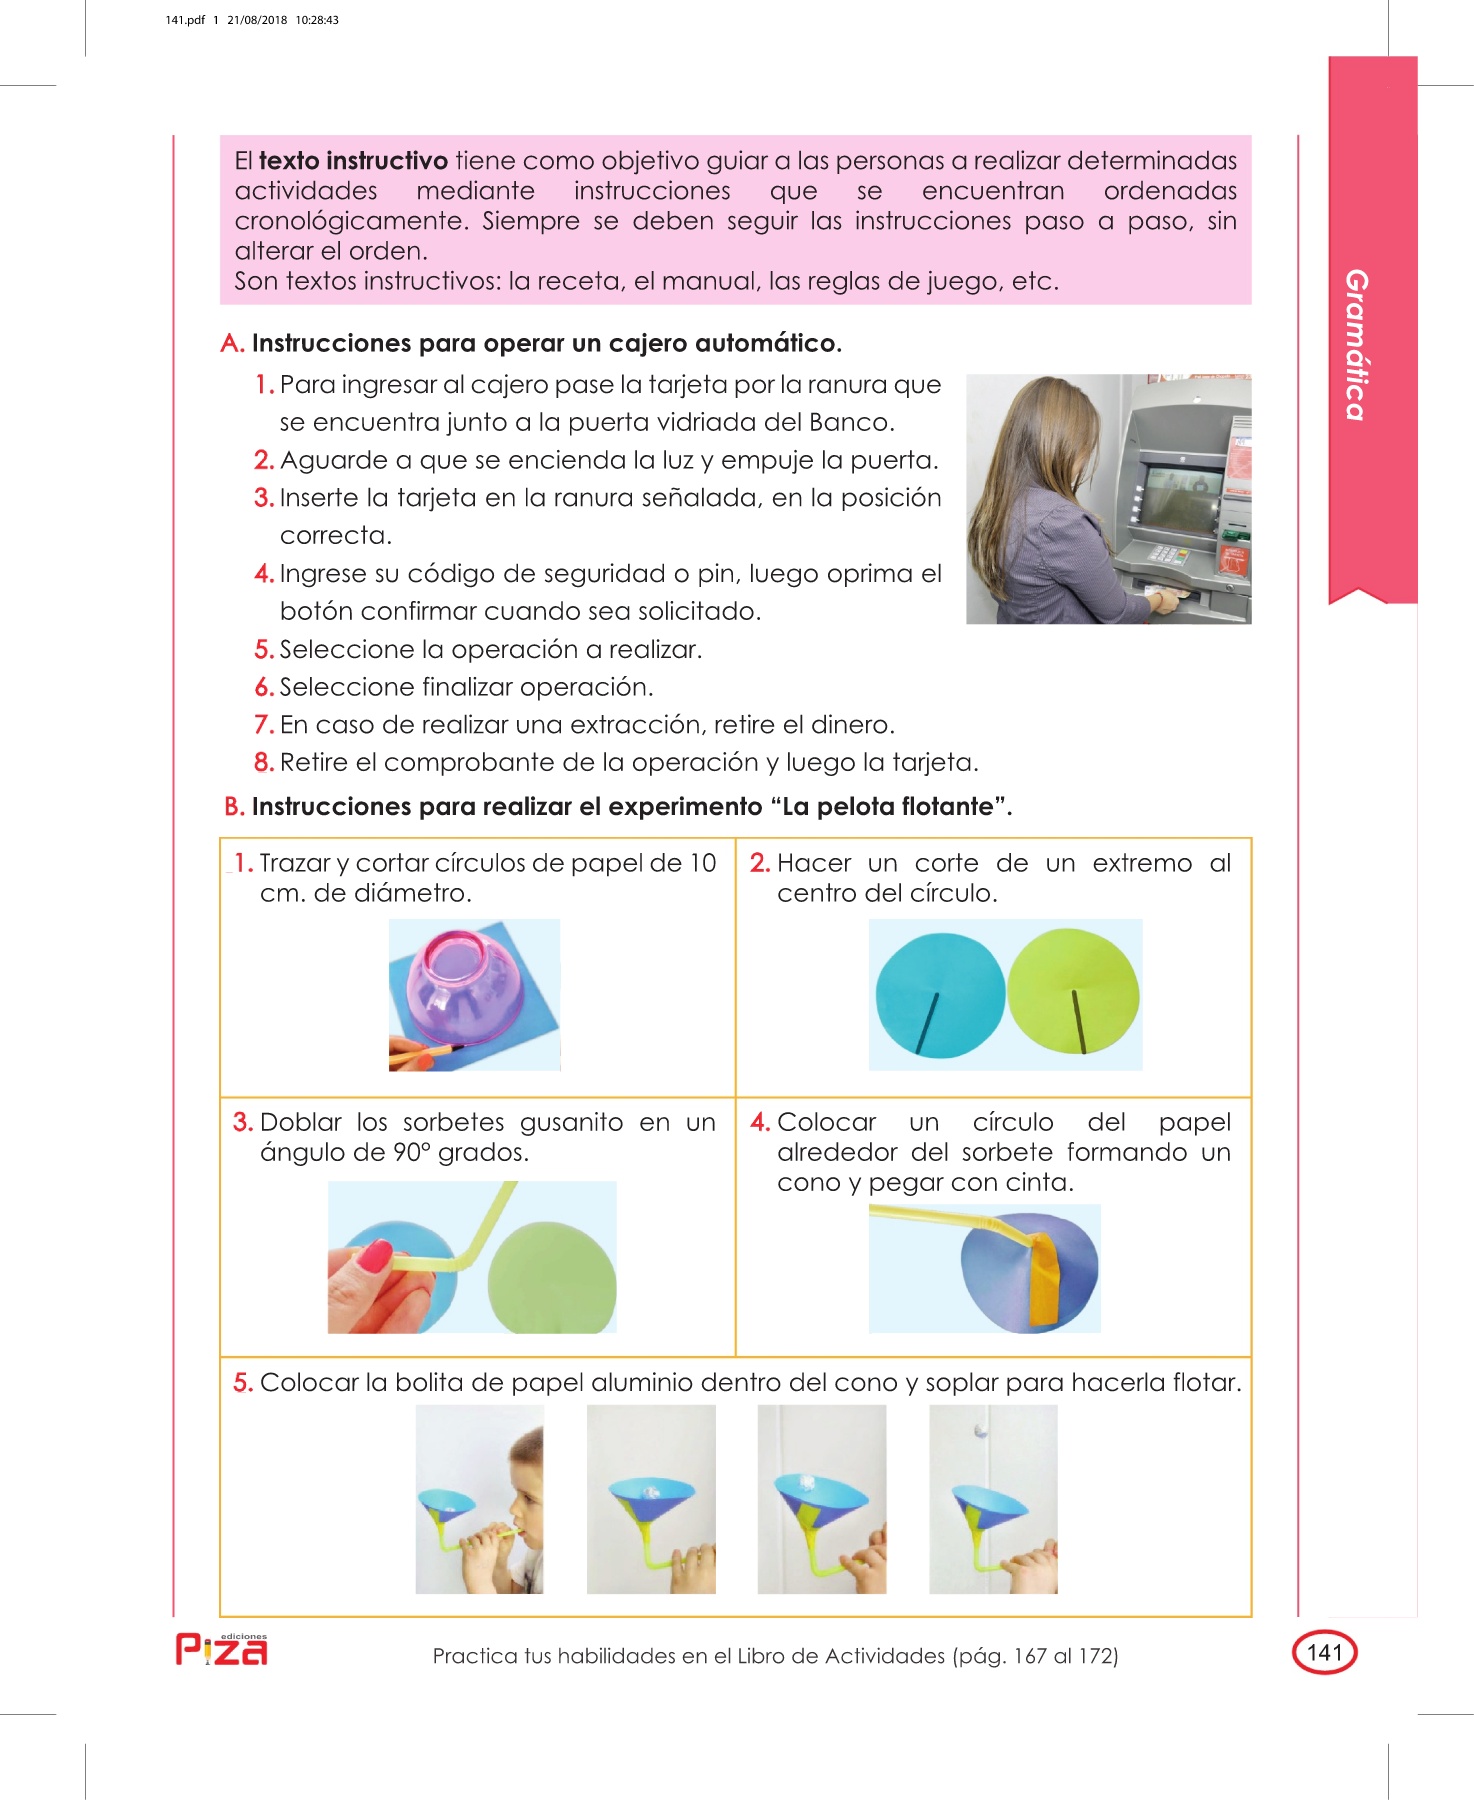 141.pdf 1 21/08/2018 10:28:43
El texto instructivo tiene como objetivo guiar a las personas a realizar determinadas
actividades mediante instrucciones que se encuentran ordenadas
cronológicamente. Siempre se deben seguir las instrucciones paso a paso, sin
alterar el orden.
Son textos instructivos: la receta, el manual, las reglas de juego, etc.
Gramática
A. Instrucciones para operar un cajero automático.
1. Para ingresar al cajero pase la tarjeta por la ranura que
se encuentra junto a la puerta vidriada del Banco.
2. Aguarde a que se encienda la luz y empuje la puerta.
3. Inserte la tarjeta en la ranura señalada, en la posición
correcta.
4. Ingrese su código de seguridad o pin, luego oprima el
botón confirmar cuando sea solicitado.
5. Seleccione la operación a realizar.
6. Seleccione finalizar operación.
7. En caso de realizar una extracción, retire el dinero.
8. Retire el comprobante de la operación y luego la tarjeta.
B. Instrucciones para realizar el experimento “La pelota flotante”.
1. Trazar y cortar círculos de papel de 10
cm. de diámetro.
2. Hacer un corte de un extremo al
centro del círculo.
3. Doblar los sorbetes gusanito en un
ángulo de 90° grados.
4. Colocar un círculo del papel
alrededor del sorbete formando un
cono y pegar con cinta.
5. Colocar la bolita de papel aluminio dentro del cono y soplar para hacerla flotar.
ediciones
Piza
Practica tus habilidades en el Libro de Actividades (pág. 167 al 172)
141